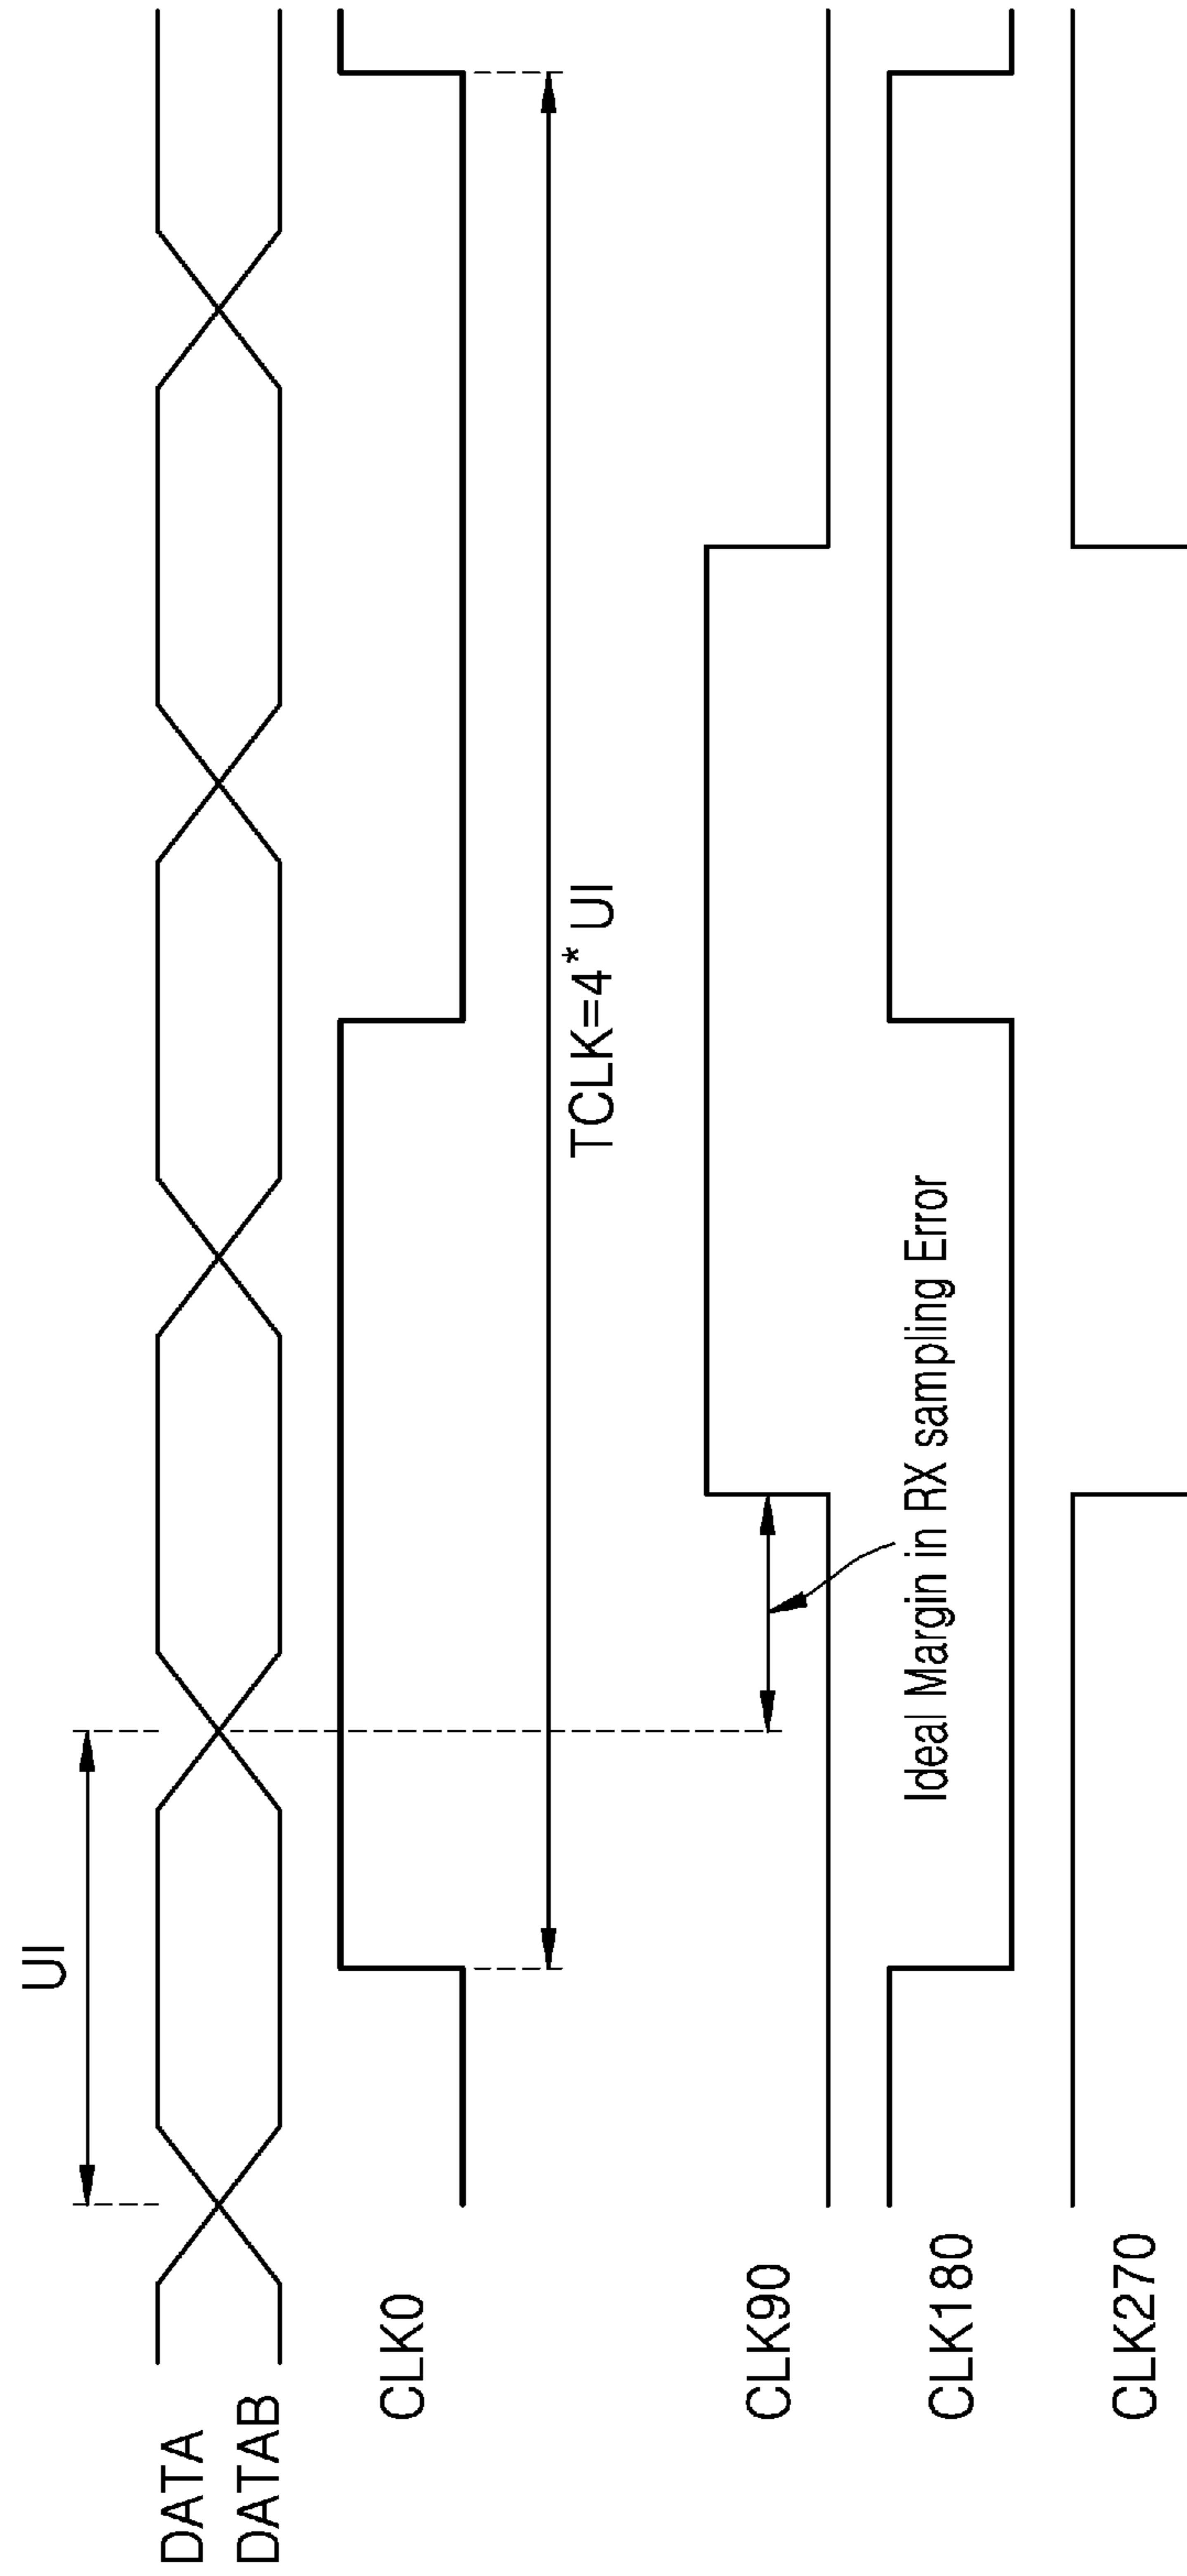 UI
DATA
DATAB
CLK0
TCLK=4* UI
CLK90
Ideal Margin in RX sampling Error
CLK180
CLK270